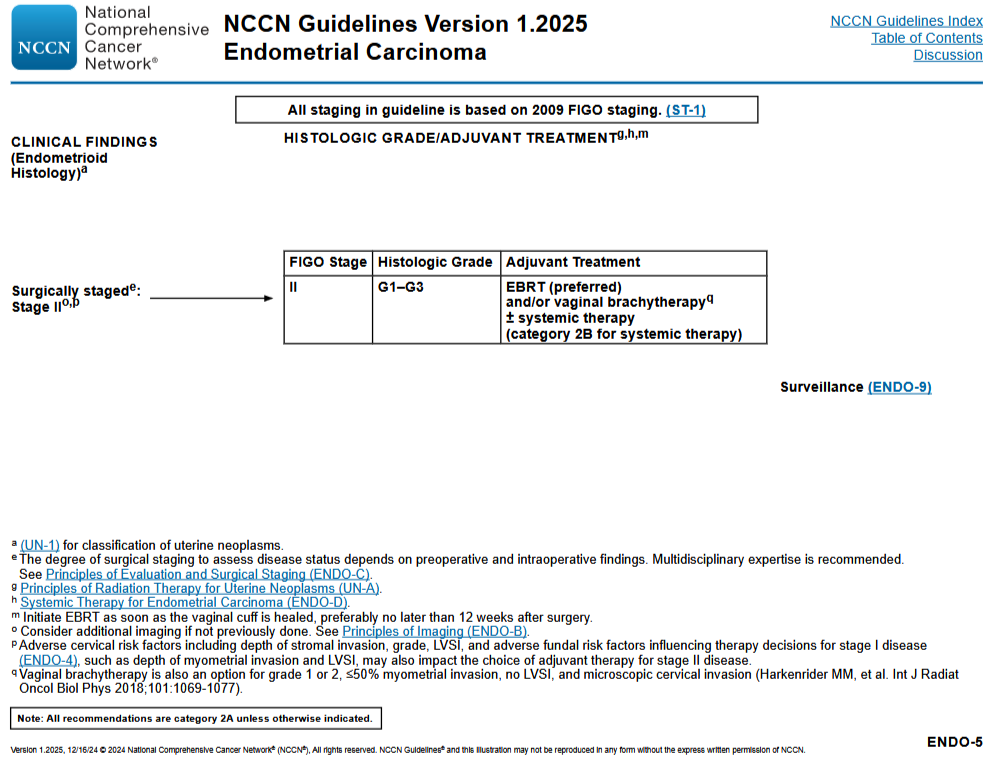 NCCN
National
Comprehensive
Cancer
Network®
NCCN Guidelines Version 1.2025
Endometrial Carcinoma
NCCN Guidelines Index
Table of Contents
Discussion
All staging in guideline is based on 2009 FIGO staging. (ST-1)
CLINICAL FINDINGS
(Endometrioid
Histology)a
HISTOLOGIC GRADE/ADJUVANT TREATMENTg,h,m
Surgically stagede:
Stage IIo,p
FIGO Stage Histologic Grade Adjuvant Treatment
II G1–G3 EBRT (preferred)
and/or vaginal brachytherapyq
± systemic therapy
(category 2B for systemic therapy)
Surveillance (ENDO-9)
a (UN-1) for classification of uterine neoplasms.
e The degree of surgical staging to assess disease status depends on preoperative and intraoperative findings. Multidisciplinary expertise is recommended.
See Principles of Evaluation and Surgical Staging (ENDO-C).
g Principles of Radiation Therapy for Uterine Neoplasms (UN-A).
h Systemic Therapy for Endometrial Carcinoma (ENDO-D).
m Initiate EBRT as soon as the vaginal cuff is healed, preferably no later than 12 weeks after surgery.
o Consider additional imaging if not previously done. See Principles of Imaging (ENDO-B).
p Adverse cervical risk factors including depth of stromal invasion, grade, LVSI, and adverse fundal risk factors influencing therapy decisions for stage I disease
(ENDO-4), such as depth of myometrial invasion and LVSI, may also impact the choice of adjuvant therapy for stage II disease.
q Vaginal brachytherapy is also an option for grade 1 or 2, ≤50% myometrial invasion, no LVSI, and microscopic cervical invasion (Harkenrider MM, et al. Int J Radiat
Oncol Biol Phys 2018;101:1069-1077).
Note: All recommendations are category 2A unless otherwise indicated.
Version 1.2025, 12/16/24 © 2024 National Comprehensive Cancer Network® (NCCN®), All rights reserved. NCCN Guidelines® and this illustration may not be reproduced in any form without the express written permission of NCCN.
ENDO-5